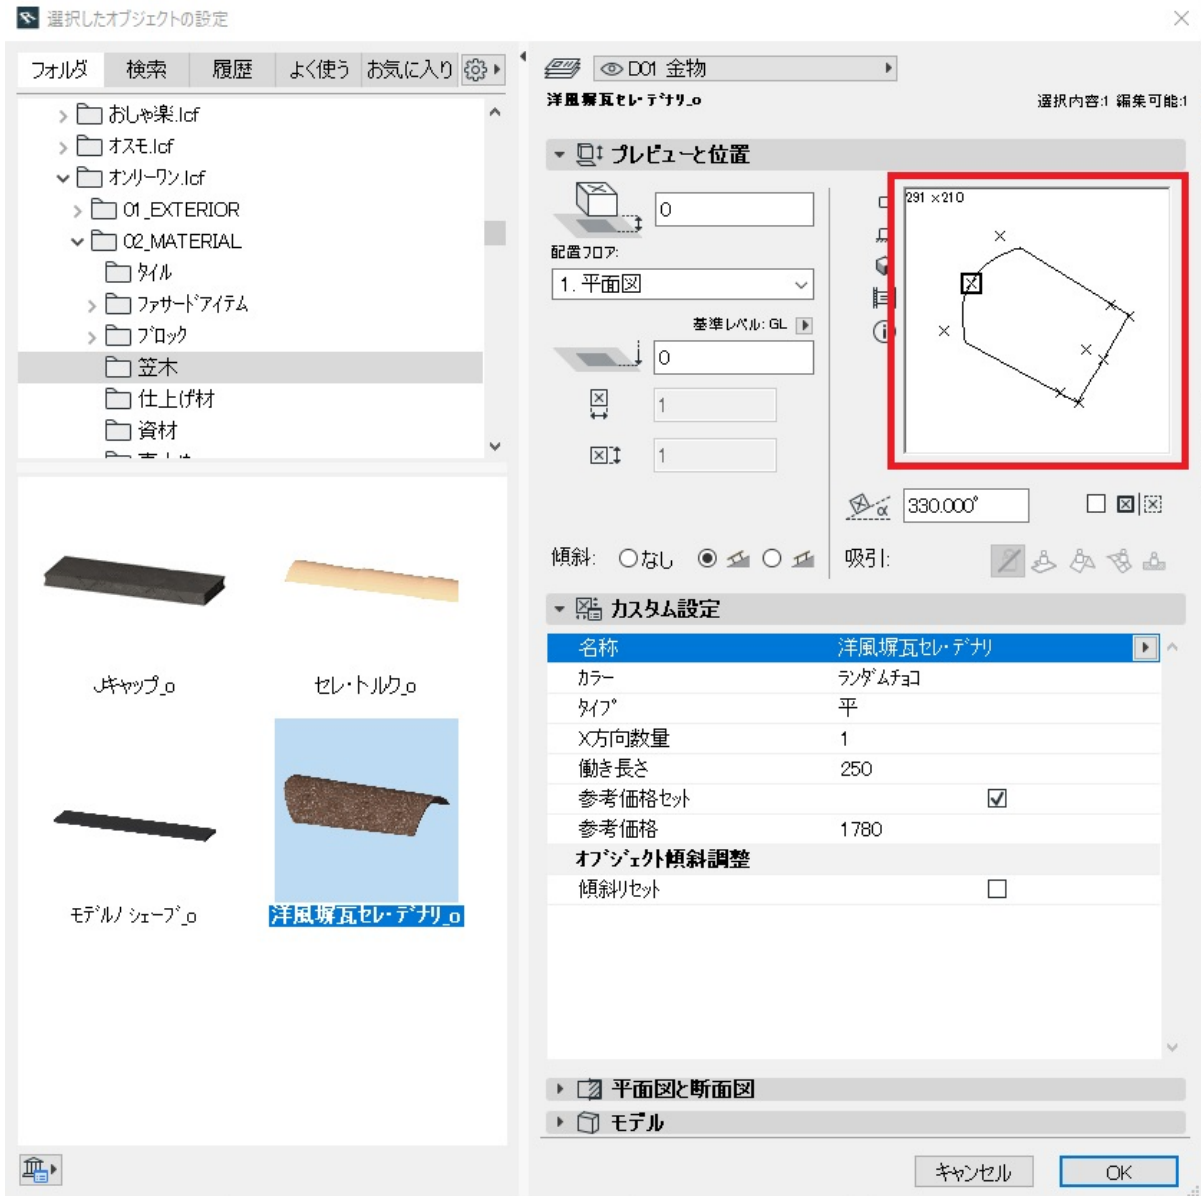 選択したオブジェクトの設定
フォルダ 検索 履歴 よく使う お気に入り
おしゃ楽.lcf
オスモ.lcf
オンリーワン.lcf
01_EXTERIOR
02_MATERIAL
タイル
ファサードアイテム
ブロック
笠木
仕上げ材
資材
Jキャップ_o
セレ・トルク_o
モデルノ シェーブ_o
洋風塀瓦セレ・デナリ_o
D01 金物
洋風塀瓦セレ・デナリ_o
選択内容:1 編集可能:1
プレビューと位置
0
配置フロア:
1. 平面図
基準レベル: GL
0
1
1
291 ×210
α 330.000°
傾斜: なし
吸引:
カスタム設定
名称 洋風塀瓦セレ・デナリ
カラー ランダムチョコ
タイプ 平
X方向数量 1
働き長さ 250
参考価格セット
参考価格 1780
オブジェクト傾斜調整
傾斜リセット
平面図と断面図
モデル
キャンセル OK